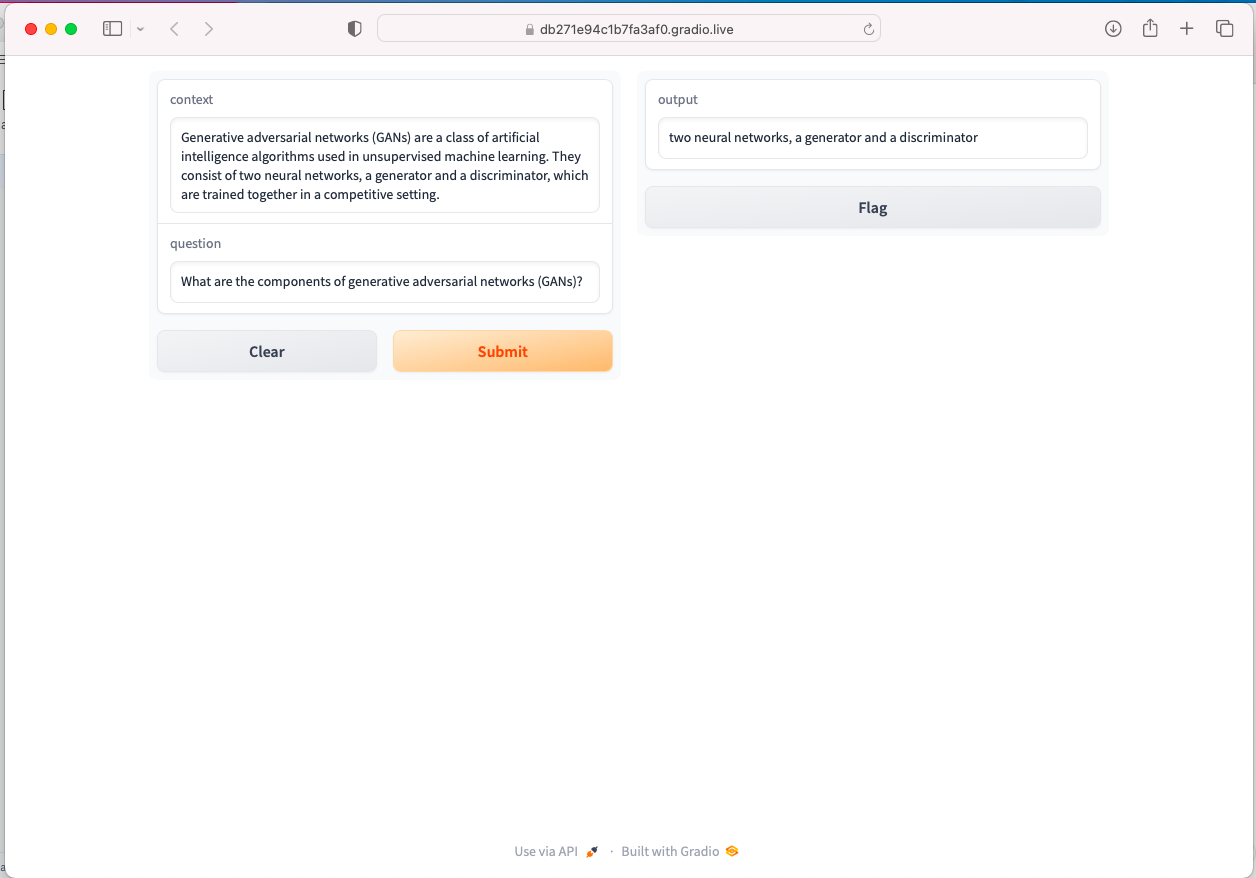 db271e94c1b7fa3af0.gradio.live
context
Generative adversarial networks (GANs) are a class of artificial
intelligence algorithms used in unsupervised machine learning. They
consist of two neural networks, a generator and a discriminator, which
are trained together in a competitive setting.
question
What are the components of generative adversarial networks (GANs)?
Clear
Submit
output
two neural networks, a generator and a discriminator
Flag
Use via API · Built with Gradio